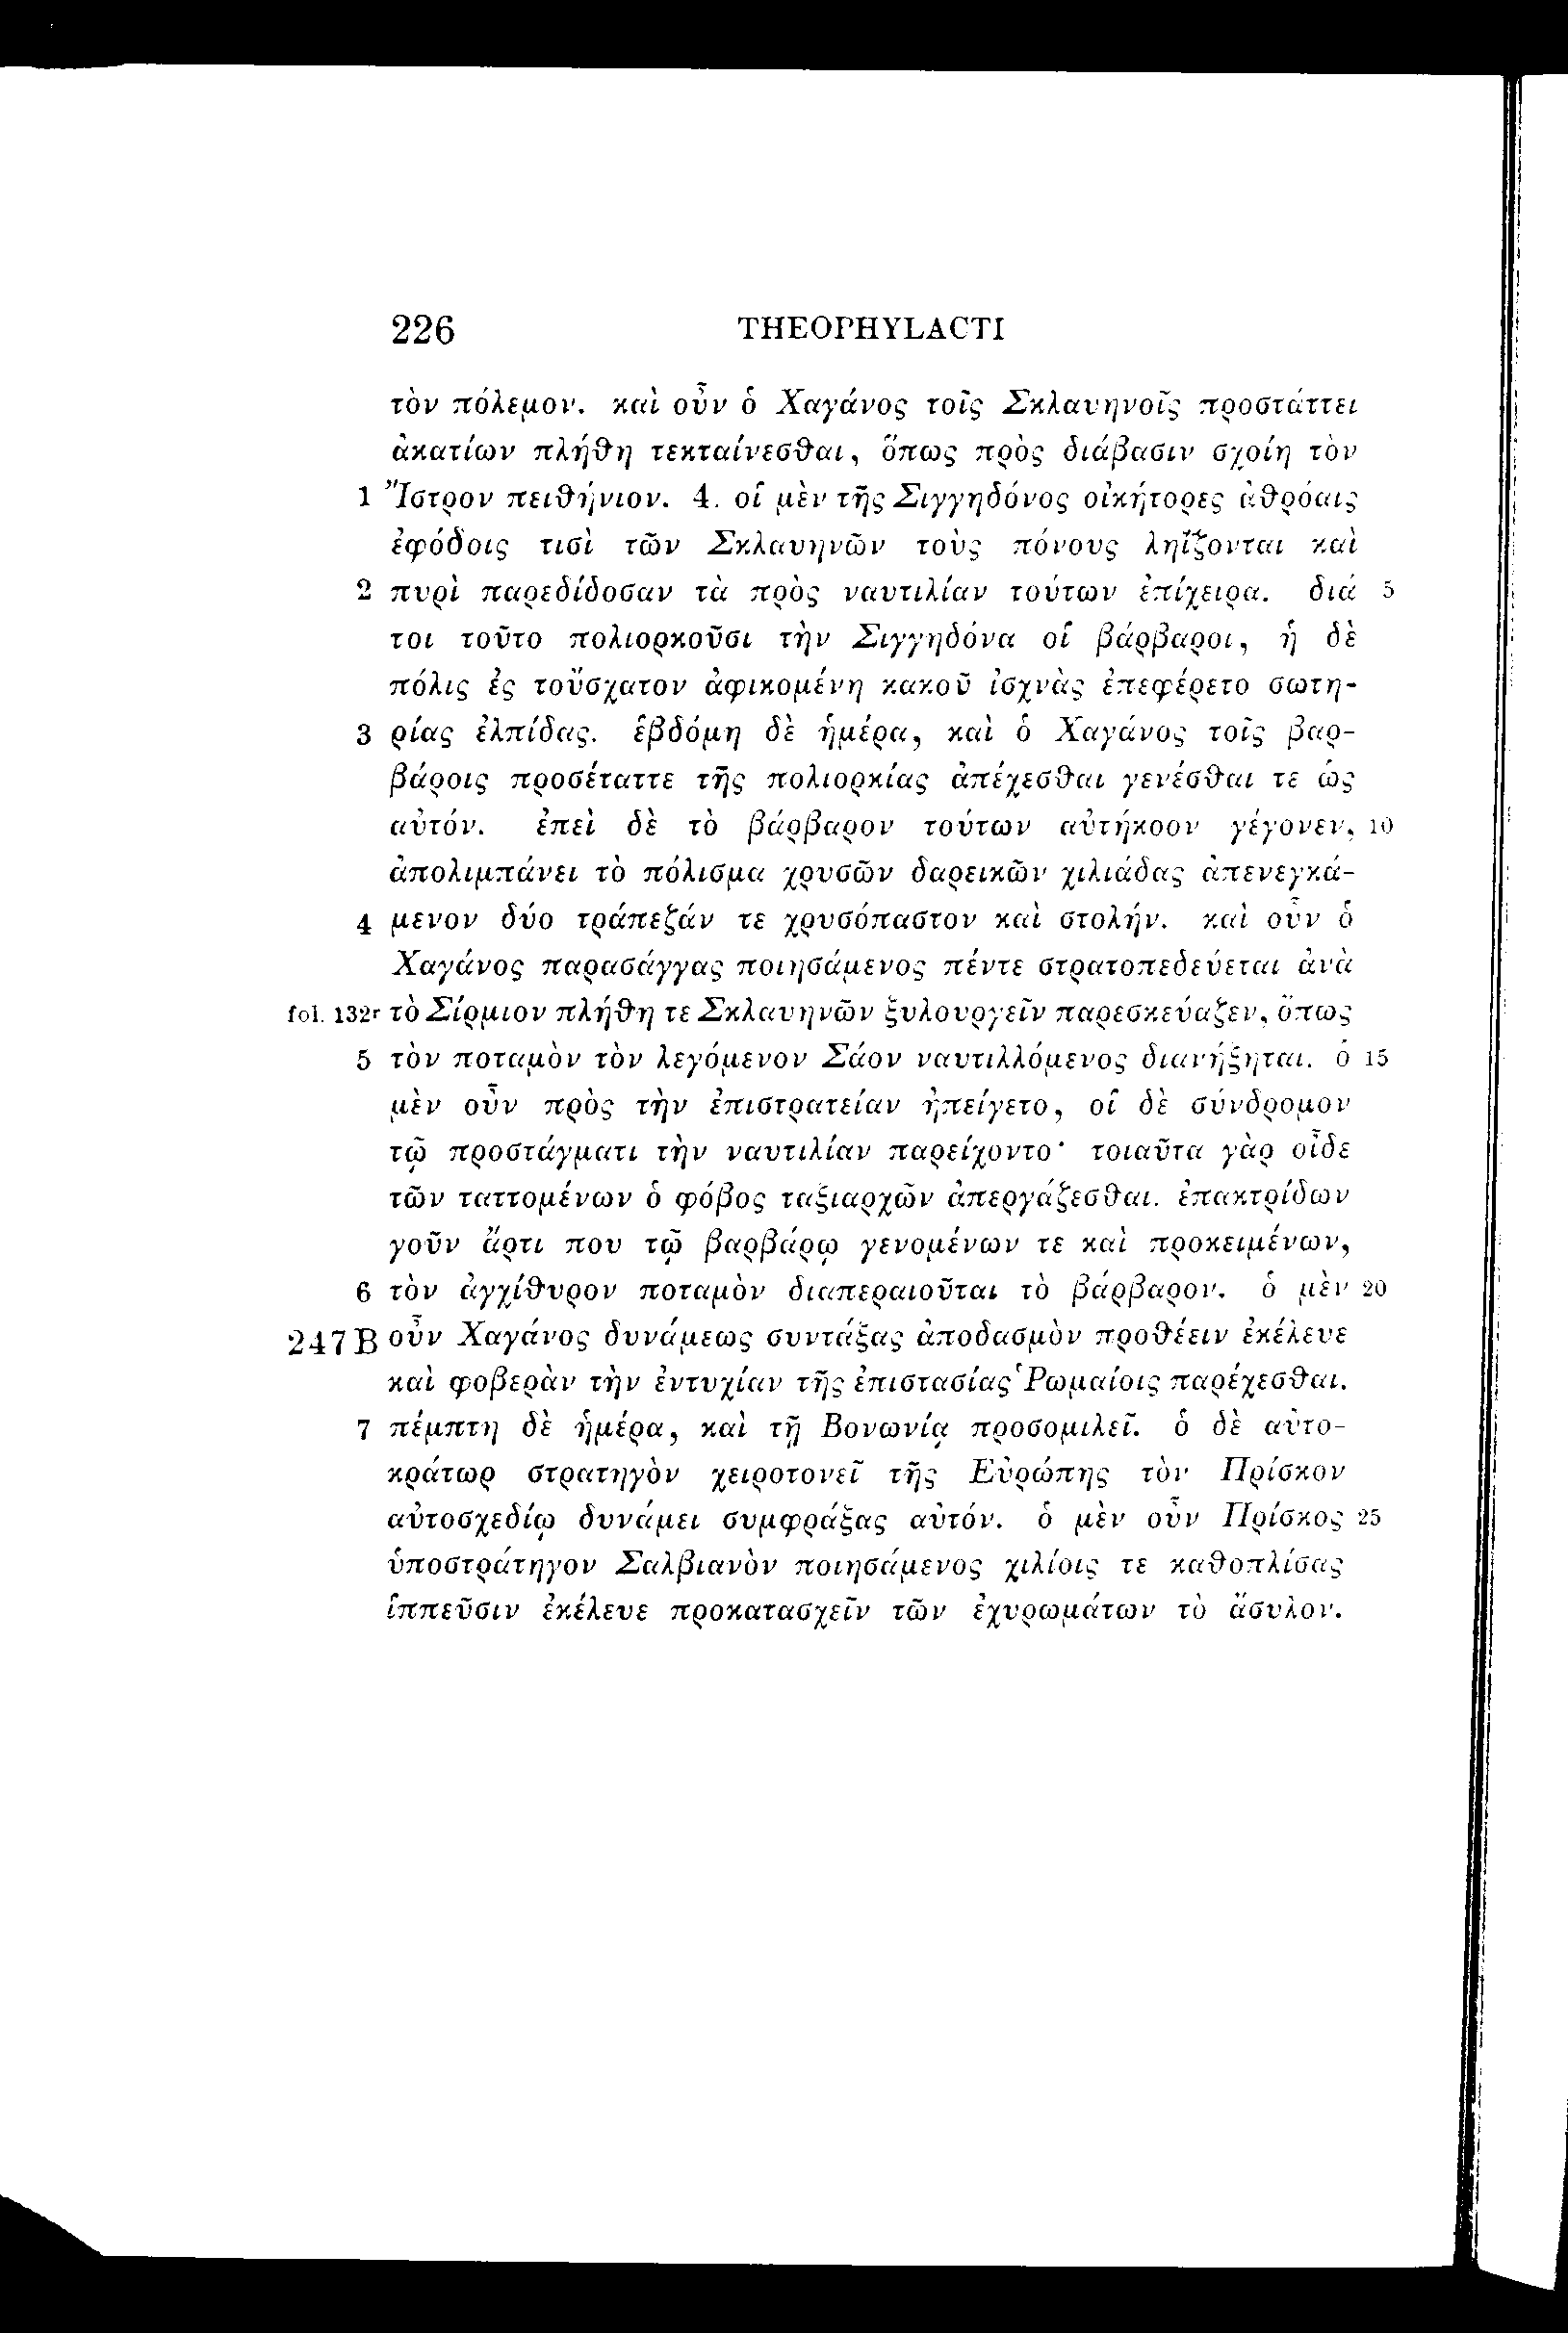 226 THEOPHYLACTI
τὸν πόλεμον. καὶ οὖν ὁ Χαγάνος τοῖς Σκλαυηνοῖς προστάττει
ἀκατίων πλήθη τεκταίνεσθαι, ὅπως πρὸς διάβασιν σχοίη τὸν
1 Ἴστρον πειθήνιον. 4. οἱ μὲν τῆς Σιγγηδόνος οἰκήτορες ἀθρόαις
ἐφόδοις τισὶ τῶν Σκλαυηνῶν τοὺς πόνους ληΐζονται καὶ
2 πυρὶ παρεδίδοσαν τὰ πρὸς ναυτιλίαν τούτων ἐπίχειρα. διά 5
τοι τοῦτο πολιορκοῦσι τὴν Σιγγηδόνα οἱ βάρβαροι, ἡ δὲ
πόλις ἐς τοὔσχατον ἀφικομένη κακοῦ ἰσχνὰς ἐπεφέρετο σωτη-
3 ρίας ἐλπίδας. ἑβδόμη δὲ ἡμέρα, καὶ ὁ Χαγάνος τοῖς βαρ-
βάροις προσέταττε τῆς πολιορκίας ἀπέχεσθαι γενέσθαι τε ὡς
αὐτόν. ἐπεὶ δὲ τὸ βάρβαρον τούτων αὐτήκοον γέγονεν, 10
ἀπολιμπάνει τὸ πόλισμα χρυσῶν δαρεικῶν χιλιάδας ἀπενεγκά-
4 μενον δύο τράπεζάν τε χρυσόπαστον καὶ στολήν. καὶ οὖν ὁ
Χαγάνος παρασάγγας ποιησάμενος πέντε στρατοπεδεύεται ἀνὰ
fol. 132r τὸ Σίρμιον πλήθη τε Σκλαυηνῶν ξυλουργεῖν παρεσκεύαζεν, ὅπως
5 τὸν ποταμὸν τὸν λεγόμενον Σάον ναυτιλλόμενος διανήξηται. ὁ 15
μὲν οὖν πρὸς τὴν ἐπιστρατείαν ἠπείγετο, οἱ δὲ σύνδρομον
τῷ προστάγματι τὴν ναυτιλίαν παρείχοντο· τοιαῦτα γὰρ οἶδε
τῶν ταττομένων ὁ φόβος ταξιαρχῶν ἀπεργάζεσθαι. ἐπακτρίδων
γοῦν ἄρτι που τῷ βαρβάρῳ γενομένων τε καὶ προκειμένων,
6 τὸν ἀγχίθυρον ποταμὸν διαπεραιοῦται τὸ βάρβαρον. ὁ μὲν 20
247 B οὖν Χαγάνος δυνάμεως συντάξας ἀποδασμὸν προθέειν ἐκέλευε
καὶ φοβερὰν τὴν ἐντυχίαν τῆς ἐπιστασίας Ῥωμαίοις παρέχεσθαι.
7 πέμπτη δὲ ἡμέρα, καὶ τῇ Βονωνίᾳ προσομιλεῖ. ὁ δὲ αὐτο-
κράτωρ στρατηγὸν χειροτονεῖ τῆς Εὐρώπης τὸν Πρίσκον
αὐτοσχεδίῳ δυνάμει συμφράξας αὐτόν. ὁ μὲν οὖν Πρίσκος 25
ὑποστράτηγον Σαλβιανὸν ποιησάμενος χιλίοις τε καθοπλίσας
ἱππεῦσιν ἐκέλευε προκατασχεῖν τῶν ἐχυρωμάτων τὸ ἄσυλον.